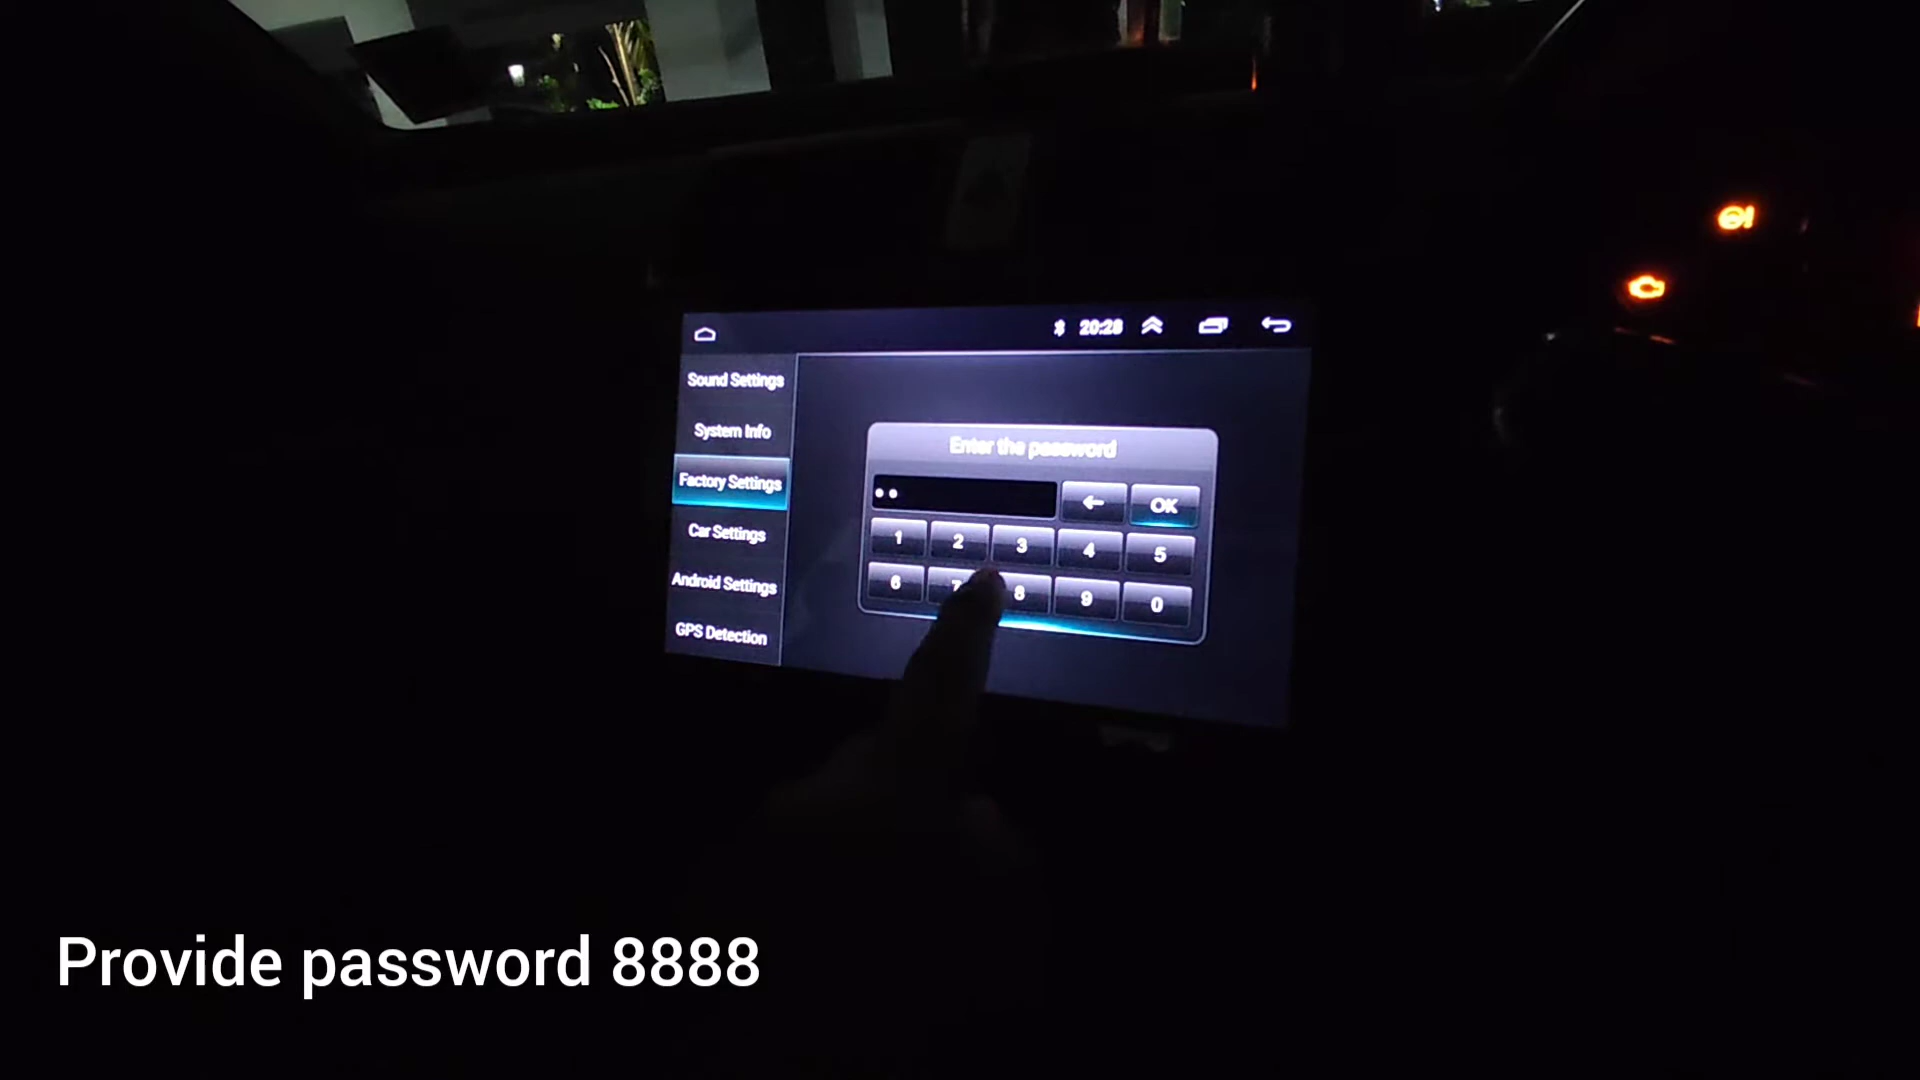 20:28
Sound Settings
System Info
Factory Settings
Car Settings
Android Settings
GPS Detection
Enter the password
OK
1 2 3 4 5
6 7 8 9 0
Provide password 8888